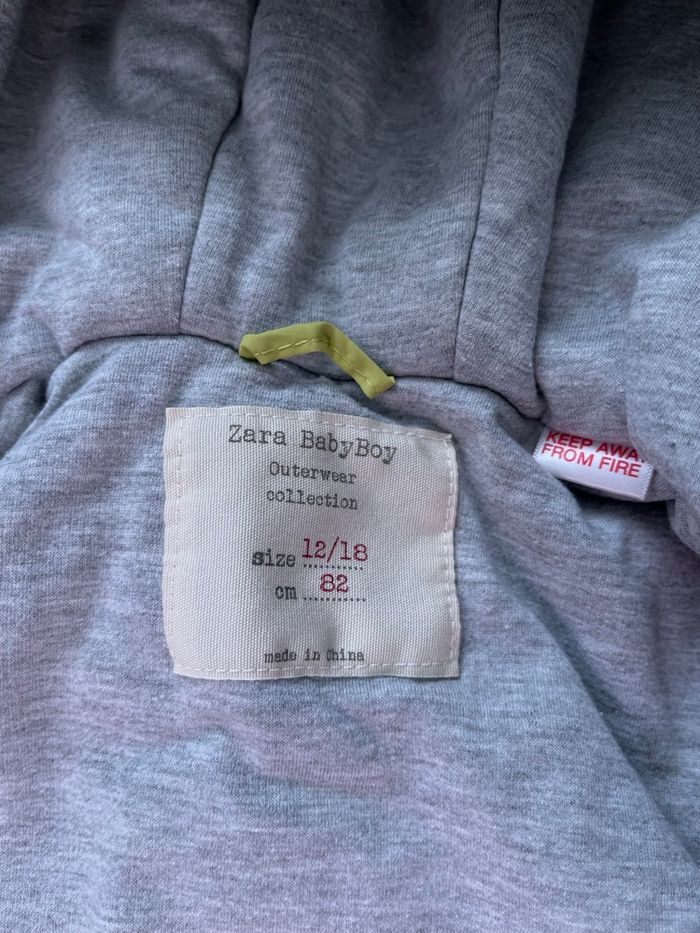 Zara BabyBoy
Outerwear
collection
size 12/18
cm 82
made in China
KEEP AWA
FROM FIRE